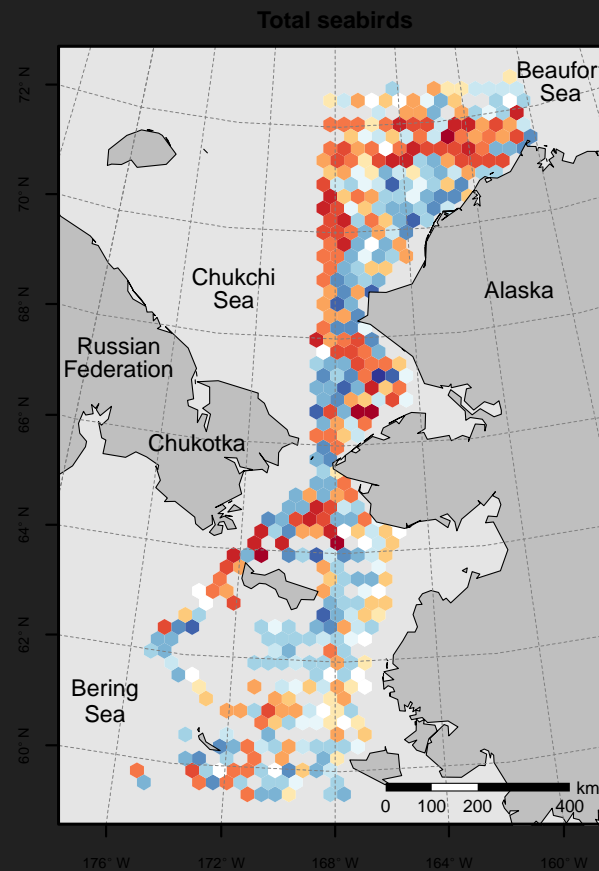 Total seabirds
72° N
70° N
68° N
66° N
64° N
62° N
60° N
Beaufor
Sea
Chukchi
Sea
Alaska
Russian
Federation
Chukotka
Bering
Sea
km
0 100 200 400
176° W 172° W 168° W 164° W 160° W